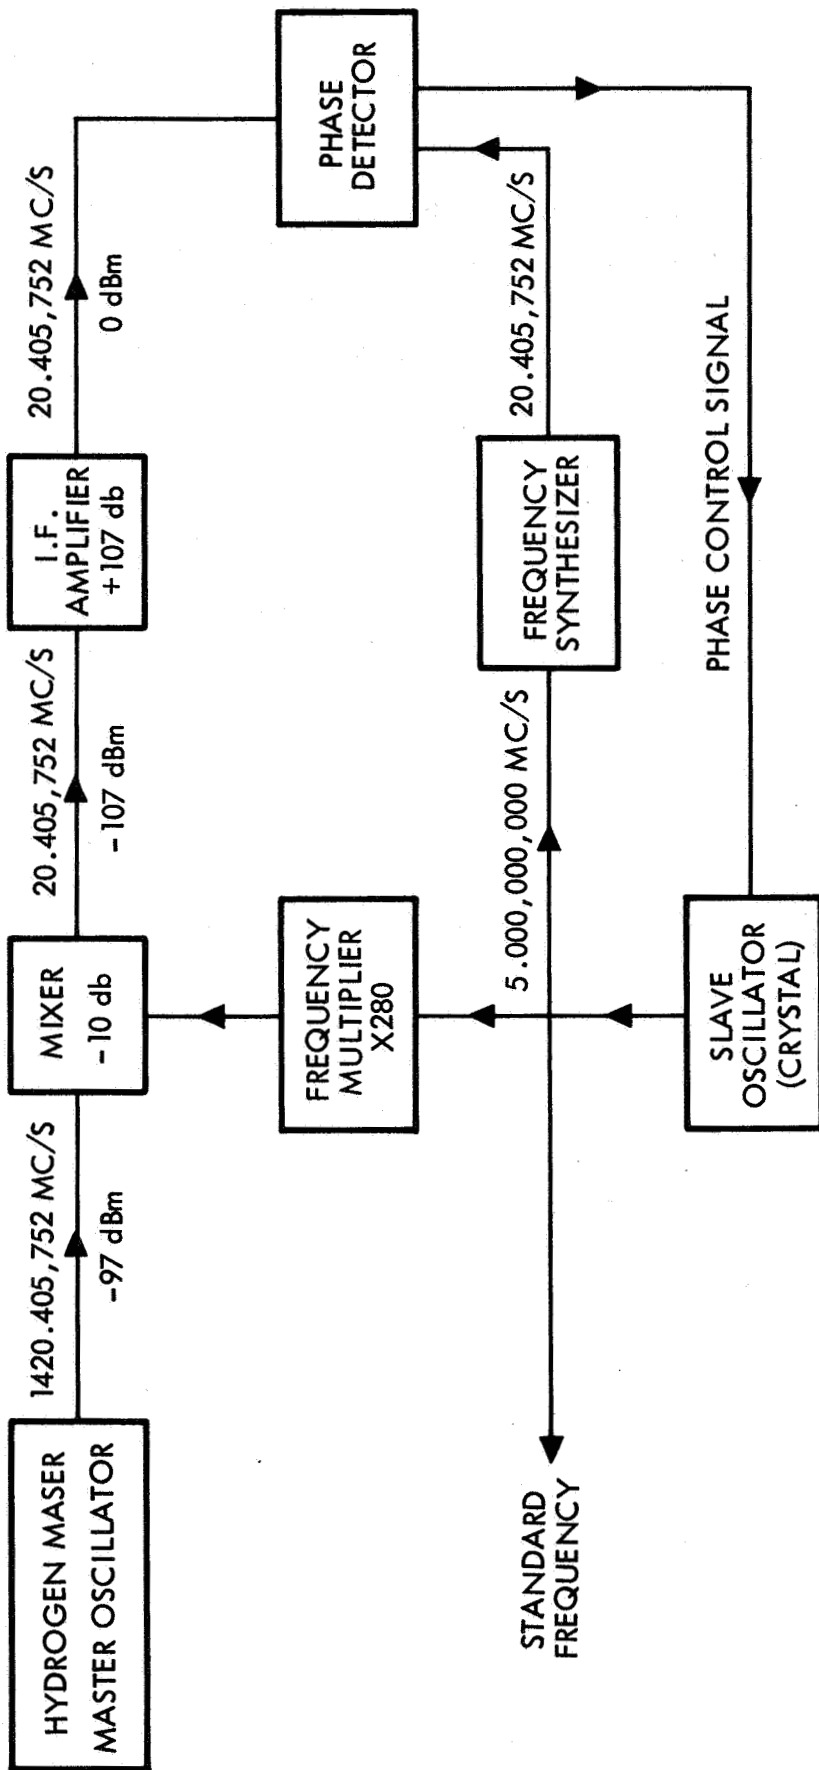 HYDROGEN MASER
MASTER OSCILLATOR
1420.405,752 MC/S
-97 dBm
MIXER
-10 db
20.405,752 MC/S
-107 dBm
I.F.
AMPLIFIER
+107 db
20.405,752 MC/S
0 dBm
PHASE
DETECTOR
FREQUENCY
MULTIPLIER
X280
STANDARD
FREQUENCY
5.000,000,000 MC/S
FREQUENCY
SYNTHESIZER
20.405,752 MC/S
SLAVE
OSCILLATOR
(CRYSTAL)
PHASE CONTROL SIGNAL